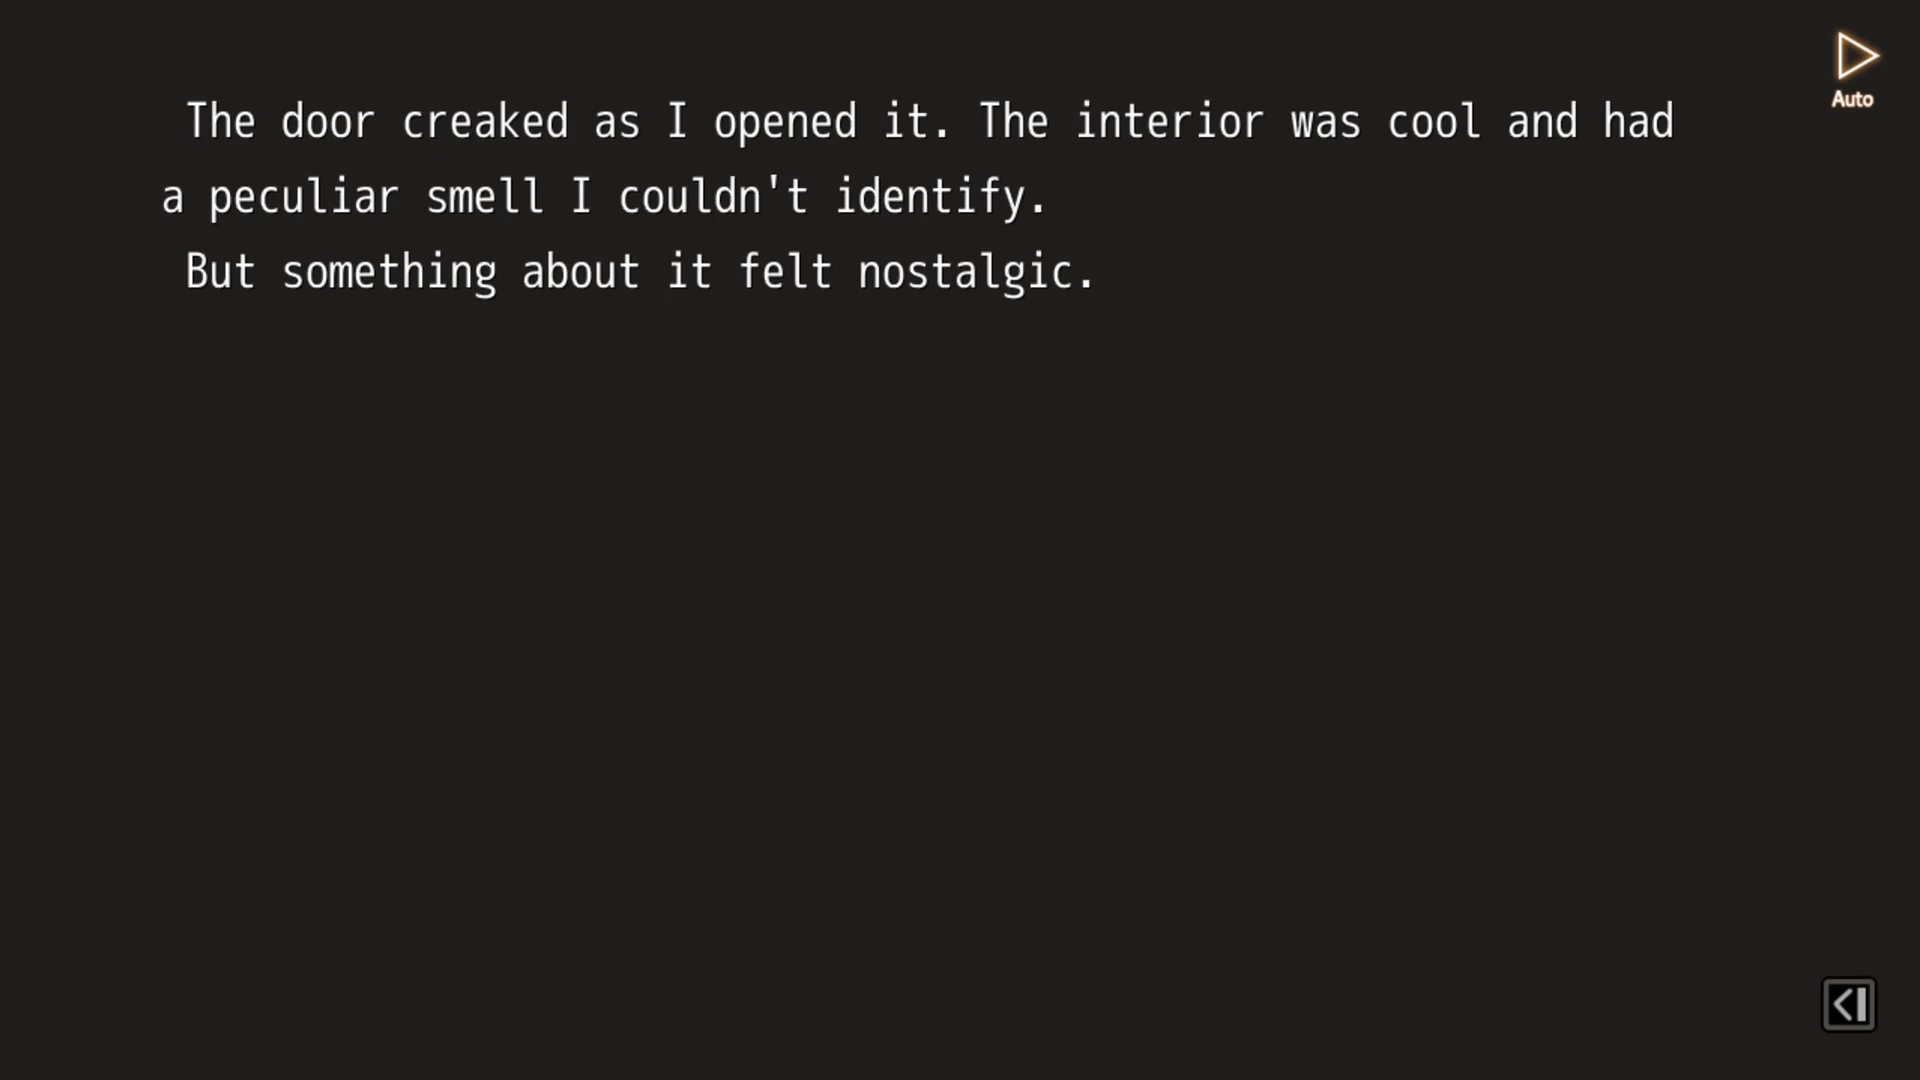 The door creaked as I opened it. The interior was cool and had
a peculiar smell I couldn't identify.
But something about it felt nostalgic.
Auto